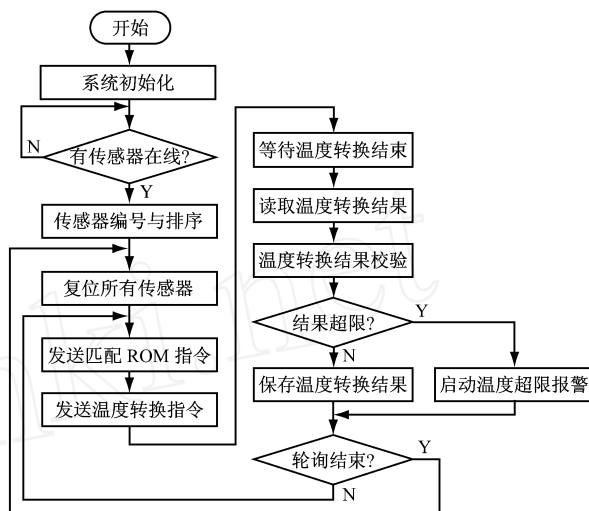 开始
系统初始化
有传感器在线?
N
Y
传感器编号与排序
复位所有传感器
发送匹配 ROM 指令
发送温度转换指令
等待温度转换结束
读取温度转换结果
温度转换结果校验
结果超限?
Y
N
保存温度转换结果
启动温度超限报警
轮询结束?
Y
N
nki net